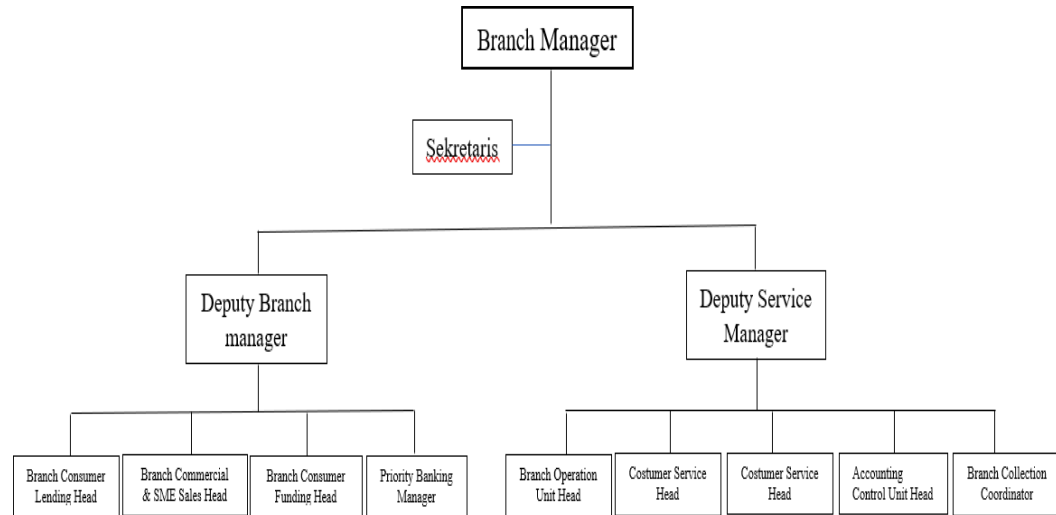 Branch Manager
Sekretaris
Deputy Branch
manager
Deputy Service
Manager
Branch Consumer
Lending Head
Branch Commercial
& SME Sales Head
Branch Consumer
Funding Head
Priority Banking
Manager
Branch Operation
Unit Head
Costumer Service
Head
Costumer Service
Head
Accounting
Control Unit Head
Branch Collection
Coordinator